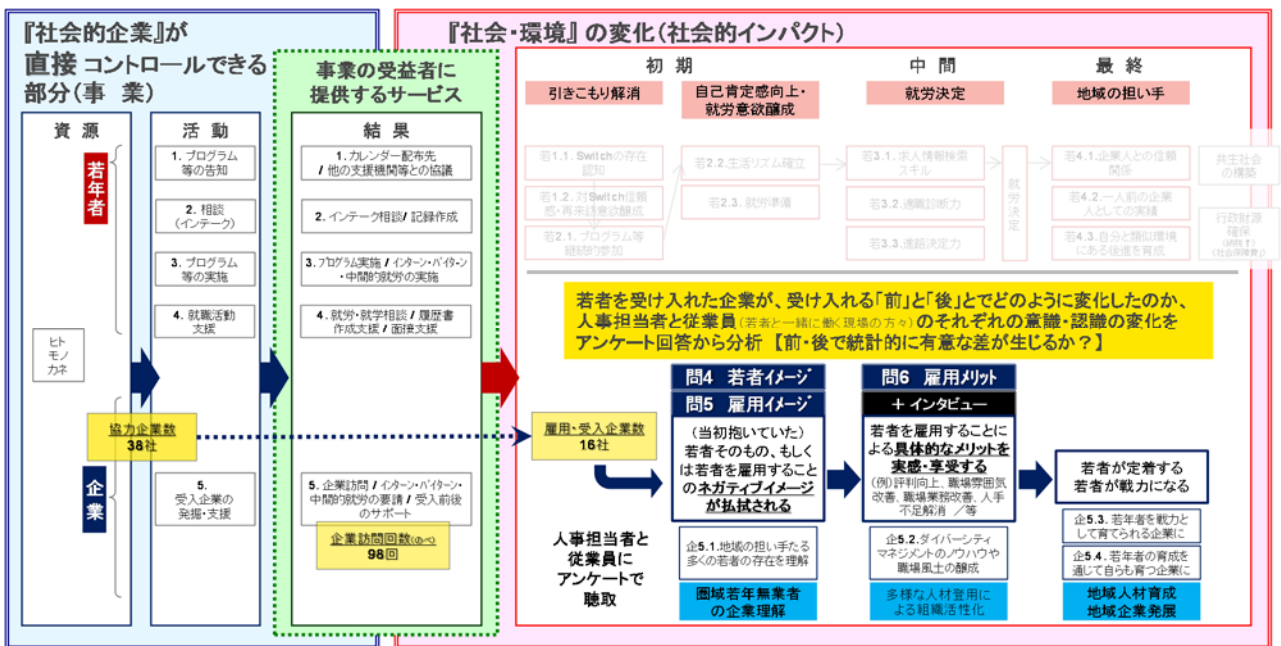 『社会的企業』が
直接 コントロールできる
部分(事 業)
事業の受益者に
提供するサービス
『社会・環境』の変化(社会的インパクト)
初 期
中 間
最 終
引きこもり解消
自己肯定感向上・
就労意欲醸成
就労決定
地域の担い手
資 源
活 動
結 果
若年者
1. プログラム
等の告知
2. 相談
(インテーク)
3. プログラム
等の実施
4. 就職活動
支援
1.カレンダー配布先
/ 他の支援機関等との協議
2. インテーク相談/ 記録作成
3.プログラム実施 / インターン・バイターン
・中間的就労の実施
4. 就労・就学相談 / 履歴書
作成支援 / 面接支援
若1.1. Switchの存在
認知
若1.2. 対Switch信頼
感・再来訪意欲醸成
若2.1. プログラム等
継続的参加
若2.2.生活リズム確立
若2.3. 就労準備
若3.1. 求人情報検索
スキル
若3.2. 適職診断力
若3.3. 進路決定力
就労決定
若4.1.企業人との信頼
関係
若4.2.一人前の企業
人としての実績
若4.3.自分と類似環境
にある後進を育成
共生社会
の構築
行政財源
確保
(納税↑)
(社会保障費↓)
若者を受け入れた企業が、受け入れる「前」と「後」とでどのように変化したのか、
人事担当者と従業員(若者と一緒に働く現場の方々)のそれぞれの意識・認識の変化を
アンケート回答から分析 【前・後で統計的に有意な差が生じるか?】
ヒト
モノ
カネ
協力企業数
38社
企業
5.
受入企業の
発掘・支援
5. 企業訪問 / インターン・バイターン・
中間的就労の要請 / 受入前後
のサポート
企業訪問回数(のべ)
98回
雇用・受入企業数
16社
人事担当者と
従業員に
アンケートで
聴取
問4 若者イメージ
問5 雇用イメージ
(当初抱いていた)
若者そのもの、もしく
は若者を雇用すること
のネガティブイメージ
が払拭される
企5.1.地域の担い手たる
多くの若者の存在を理解
圏域若年無業者
の企業理解
問6 雇用メリット
+ インタビュー
若者を雇用することに
よる具体的なメリットを
実感・享受する
(例)評判向上、職場雰囲気
改善、職場業務改善、人手
不足解消 /等
企5.2.ダイバーシティ
マネジメントのノウハウや
職場風土の醸成
多様な人材登用に
よる組織活性化
若者が定着する
若者が戦力になる
企5.3. 若年者を戦力と
して育てられる企業に
企5.4. 若年者の育成を
通じて自らも育つ企業に
地域人材育成
地域企業発展